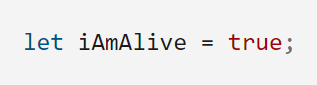 let iAmAlive = true;